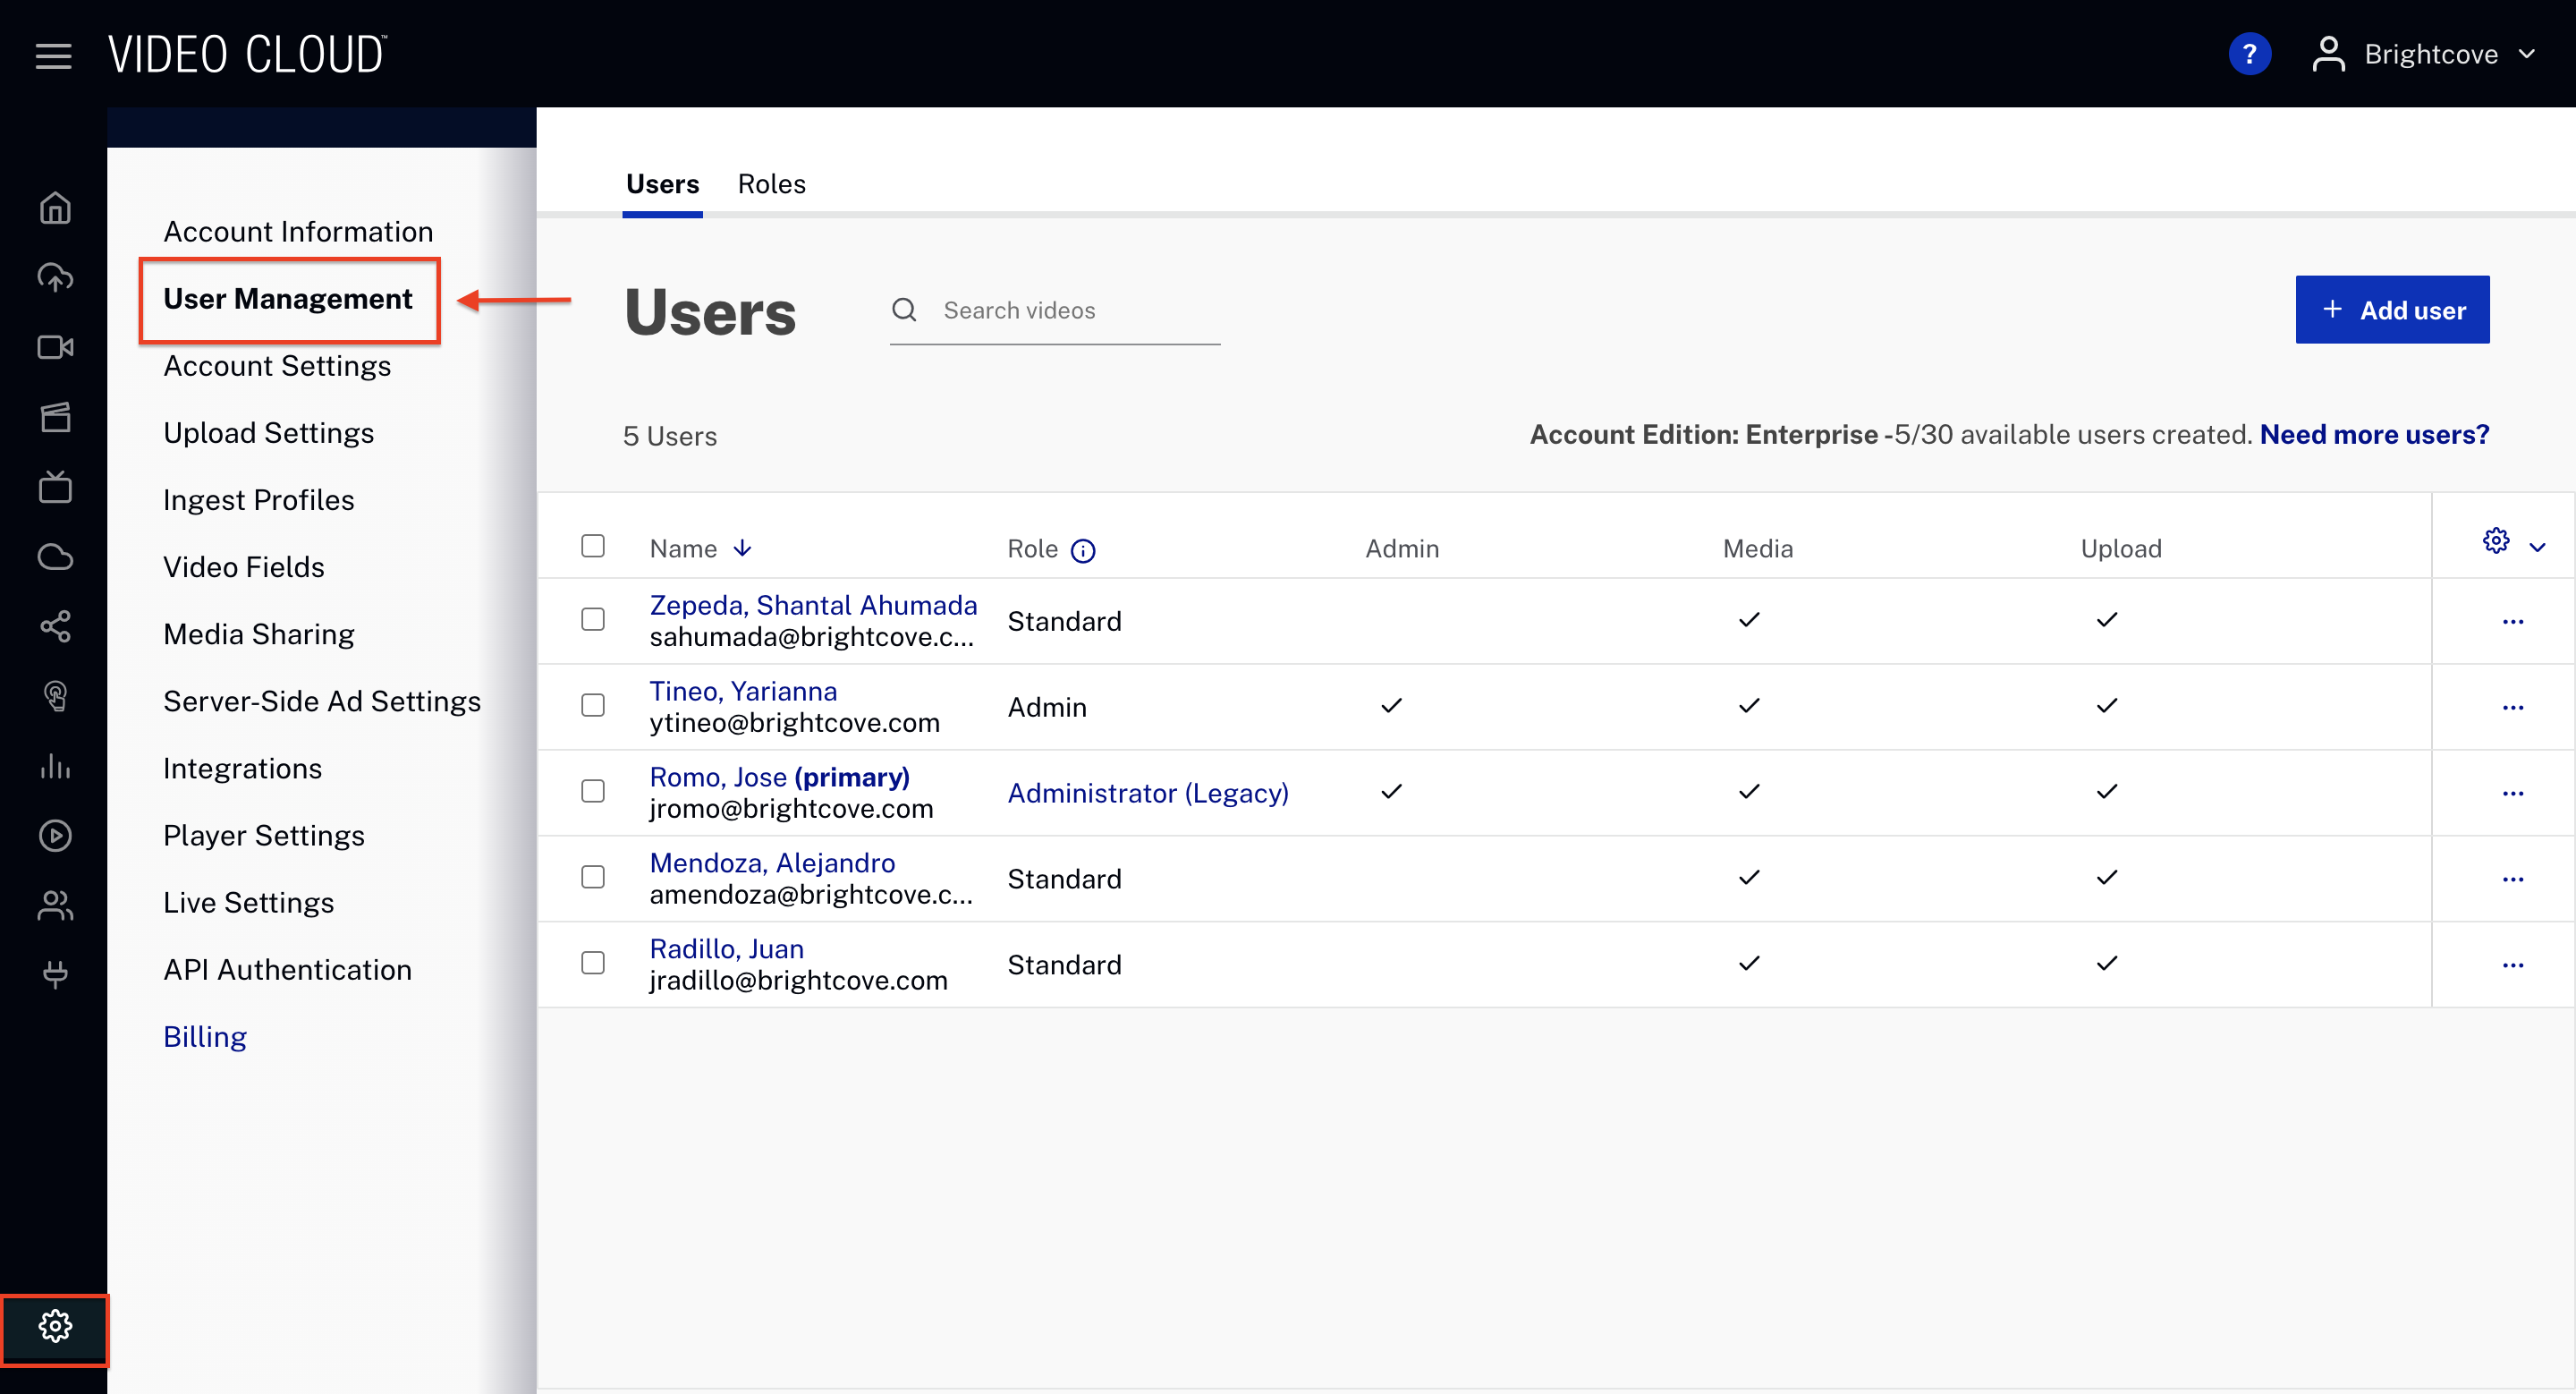 VIDEO CLOUD™
? Brightcove
Account Information
User Management
Account Settings
Upload Settings
Ingest Profiles
Video Fields
Media Sharing
Server-Side Ad Settings
Integrations
Player Settings
Live Settings
API Authentication
Billing
Users Roles
Users Search videos + Add user
5 Users Account Edition: Enterprise -5/30 available users created. Need more users?
Name Role Admin Media Upload
Zepeda, Shantal Ahumada
sahumada@brightcove.c... Standard ✓ ✓ ...
Tineo, Yarianna
ytineo@brightcove.com Admin ✓ ✓ ✓ ...
Romo, Jose (primary)
jromo@brightcove.com Administrator (Legacy) ✓ ✓ ✓ ...
Mendoza, Alejandro
amendoza@brightcove.c... Standard ✓ ✓ ...
Radillo, Juan
jradillo@brightcove.com Standard ✓ ✓ ...